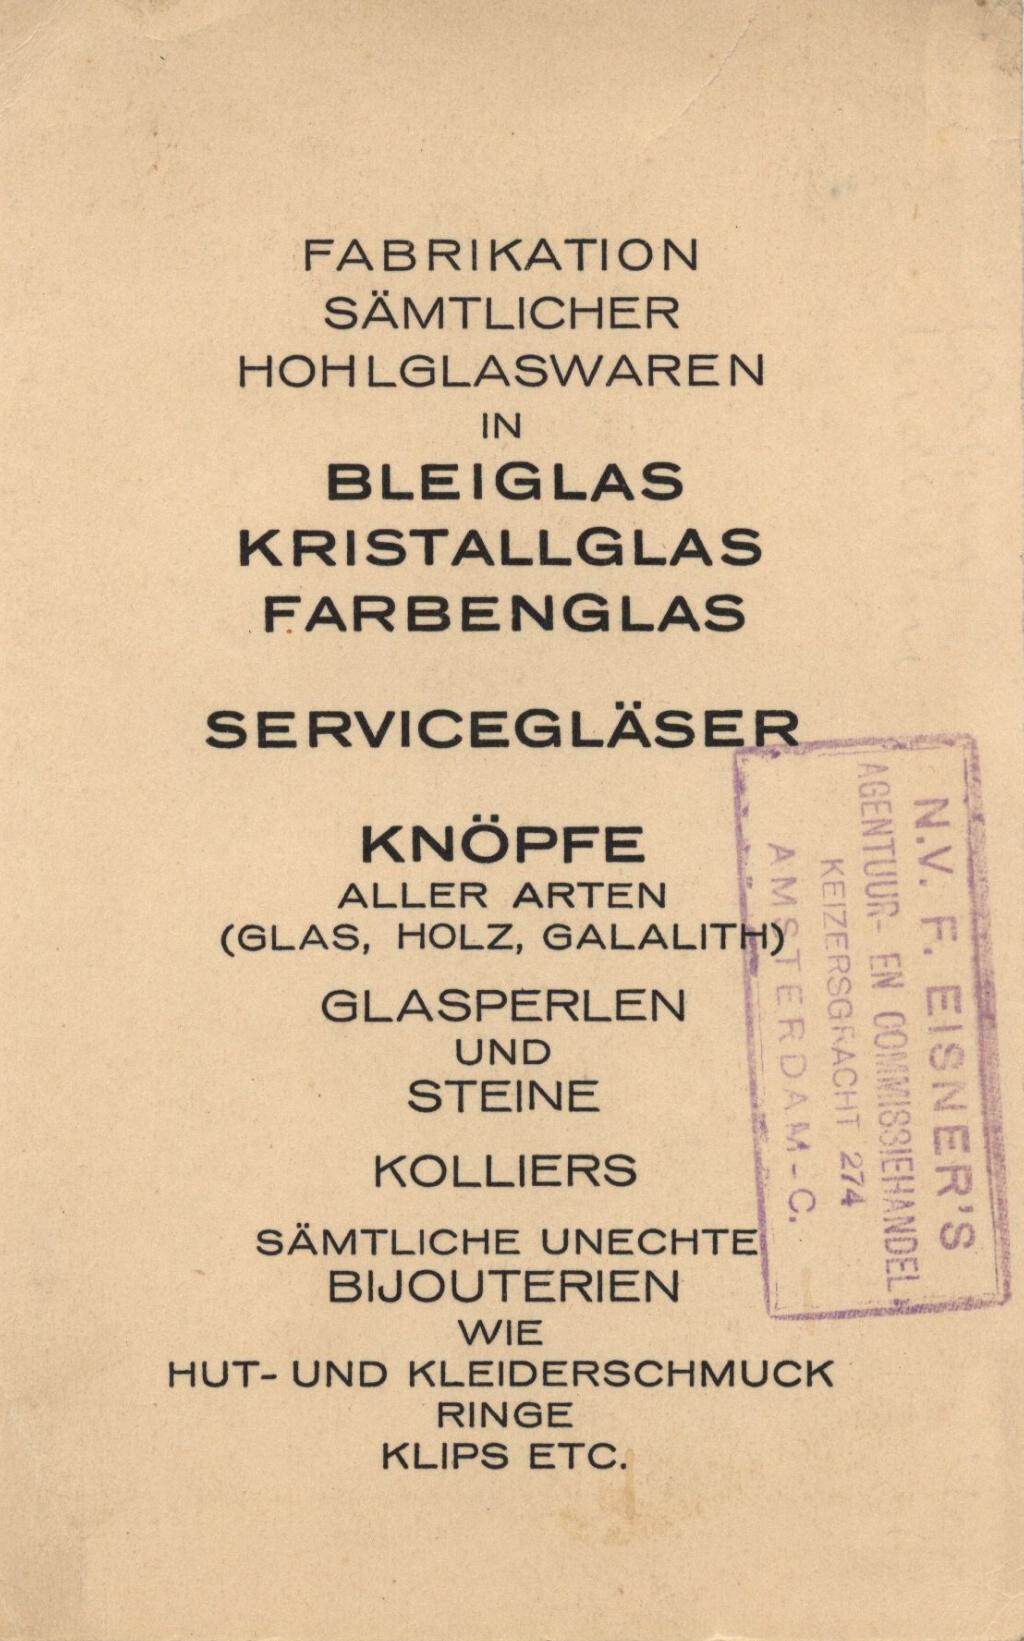 FABRIKATION
SÄMTLICHER
HOHLGLASWAREN
IN
BLEIGLAS
KRISTALLGLAS
FARBENGLAS
SERVICEGLÄSER
KNÖPFE
ALLER ARTEN
(GLAS, HOLZ, GALALITH)
GLASPERLEN
UND
STEINE
KOLLIERS
SÄMTLICHE UNECHTE
BIJOUTERIEN
WIE
HUT- UND KLEIDERSCHMUCK
RINGE
KLIPS ETC.
N.V. F. EISNER'S
AGENTUUR- EN COMMISSIEHANDEL
KEIZERSGRACHT 274
AMSTERDAM-C.